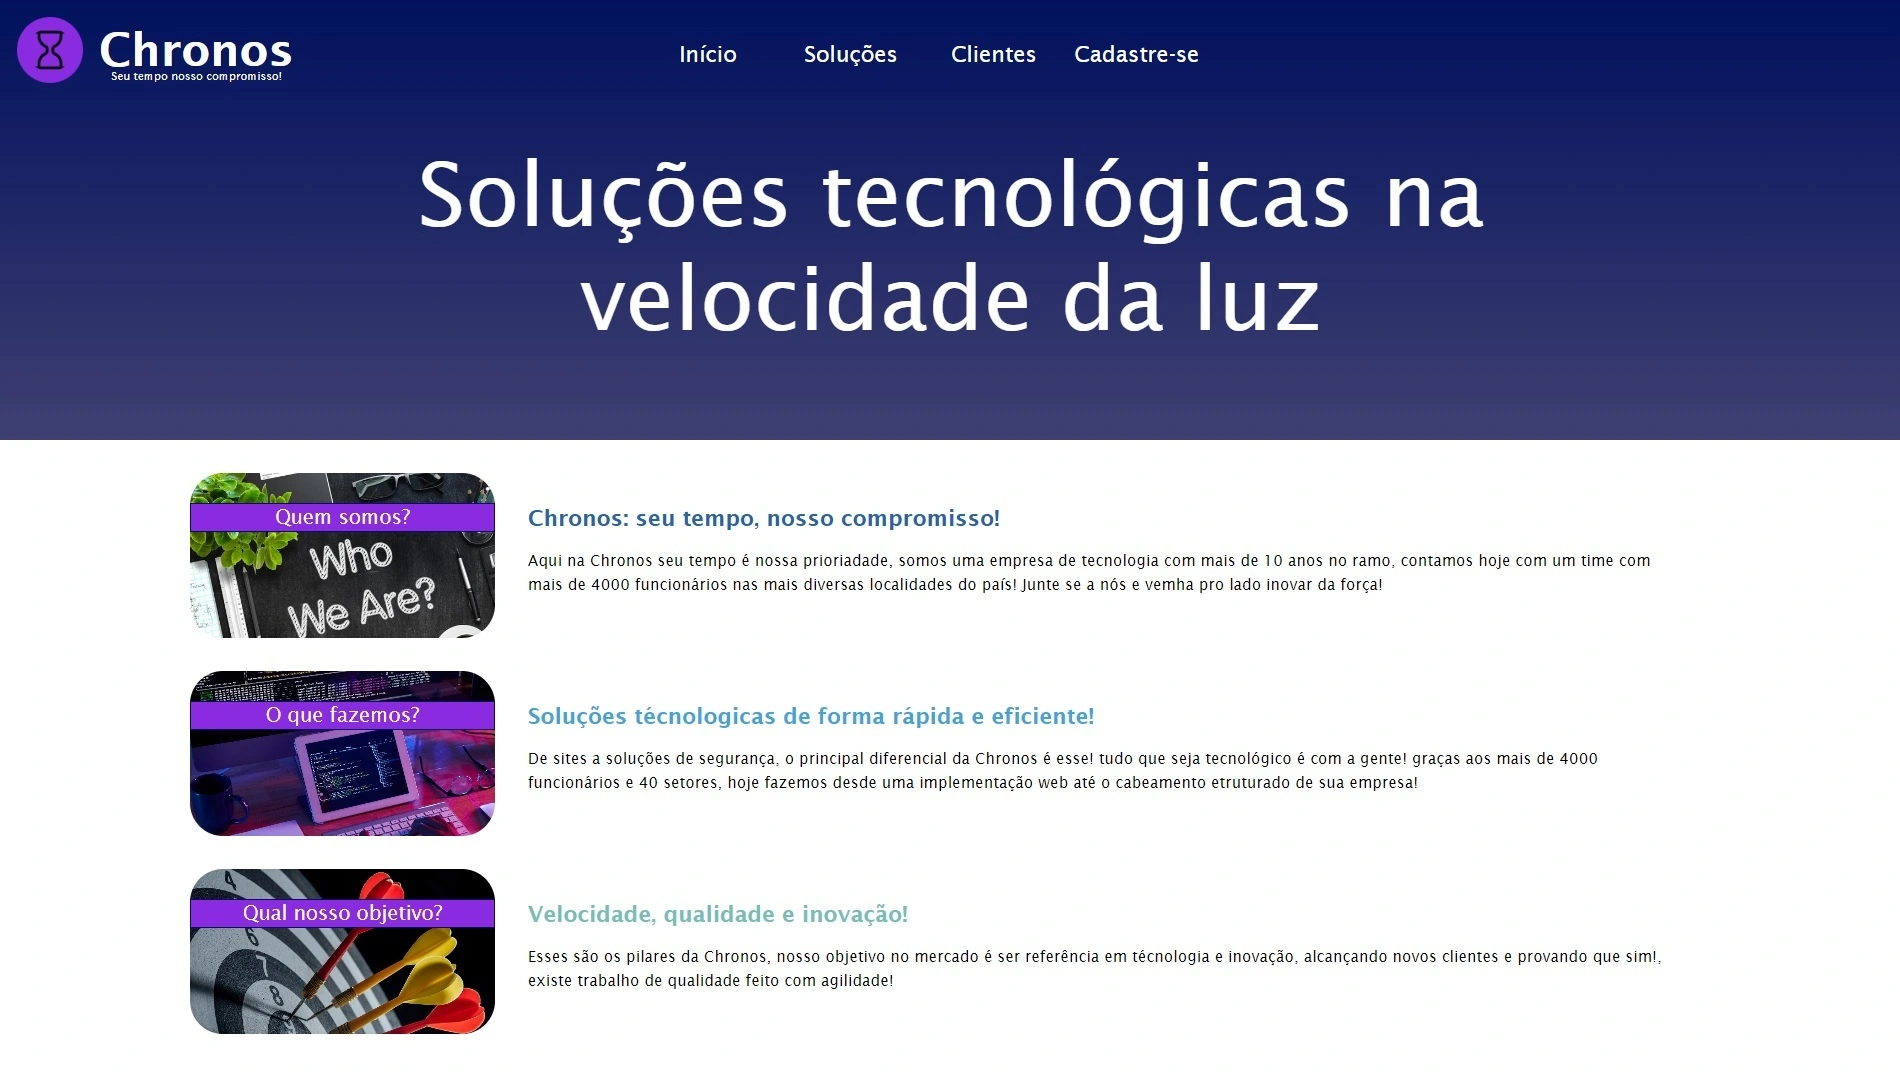 Chronos
Seu tempo nosso compromisso!
Início Soluções Clientes Cadastre-se
Soluções tecnológicas na
velocidade da luz
Quem somos?
Who
We Are?
Chronos: seu tempo, nosso compromisso!
Aqui na Chronos seu tempo é nossa prioriadade, somos uma empresa de tecnologia com mais de 10 anos no ramo, contamos hoje com um time com
mais de 4000 funcionários nas mais diversas localidades do país! Junte se a nós e vemha pro lado inovar da força!
O que fazemos?
Soluções técnologicas de forma rápida e eficiente!
De sites a soluções de segurança, o principal diferencial da Chronos é esse! tudo que seja tecnológico é com a gente! graças aos mais de 4000
funcionários e 40 setores, hoje fazemos desde uma implementação web até o cabeamento etruturado de sua empresa!
4
Qual nosso objetivo?
6
7
8
Velocidade, qualidade e inovação!
Esses são os pilares da Chronos, nosso objetivo no mercado é ser referência em técnologia e inovação, alcançando novos clientes e provando que sim!,
existe trabalho de qualidade feito com agilidade!